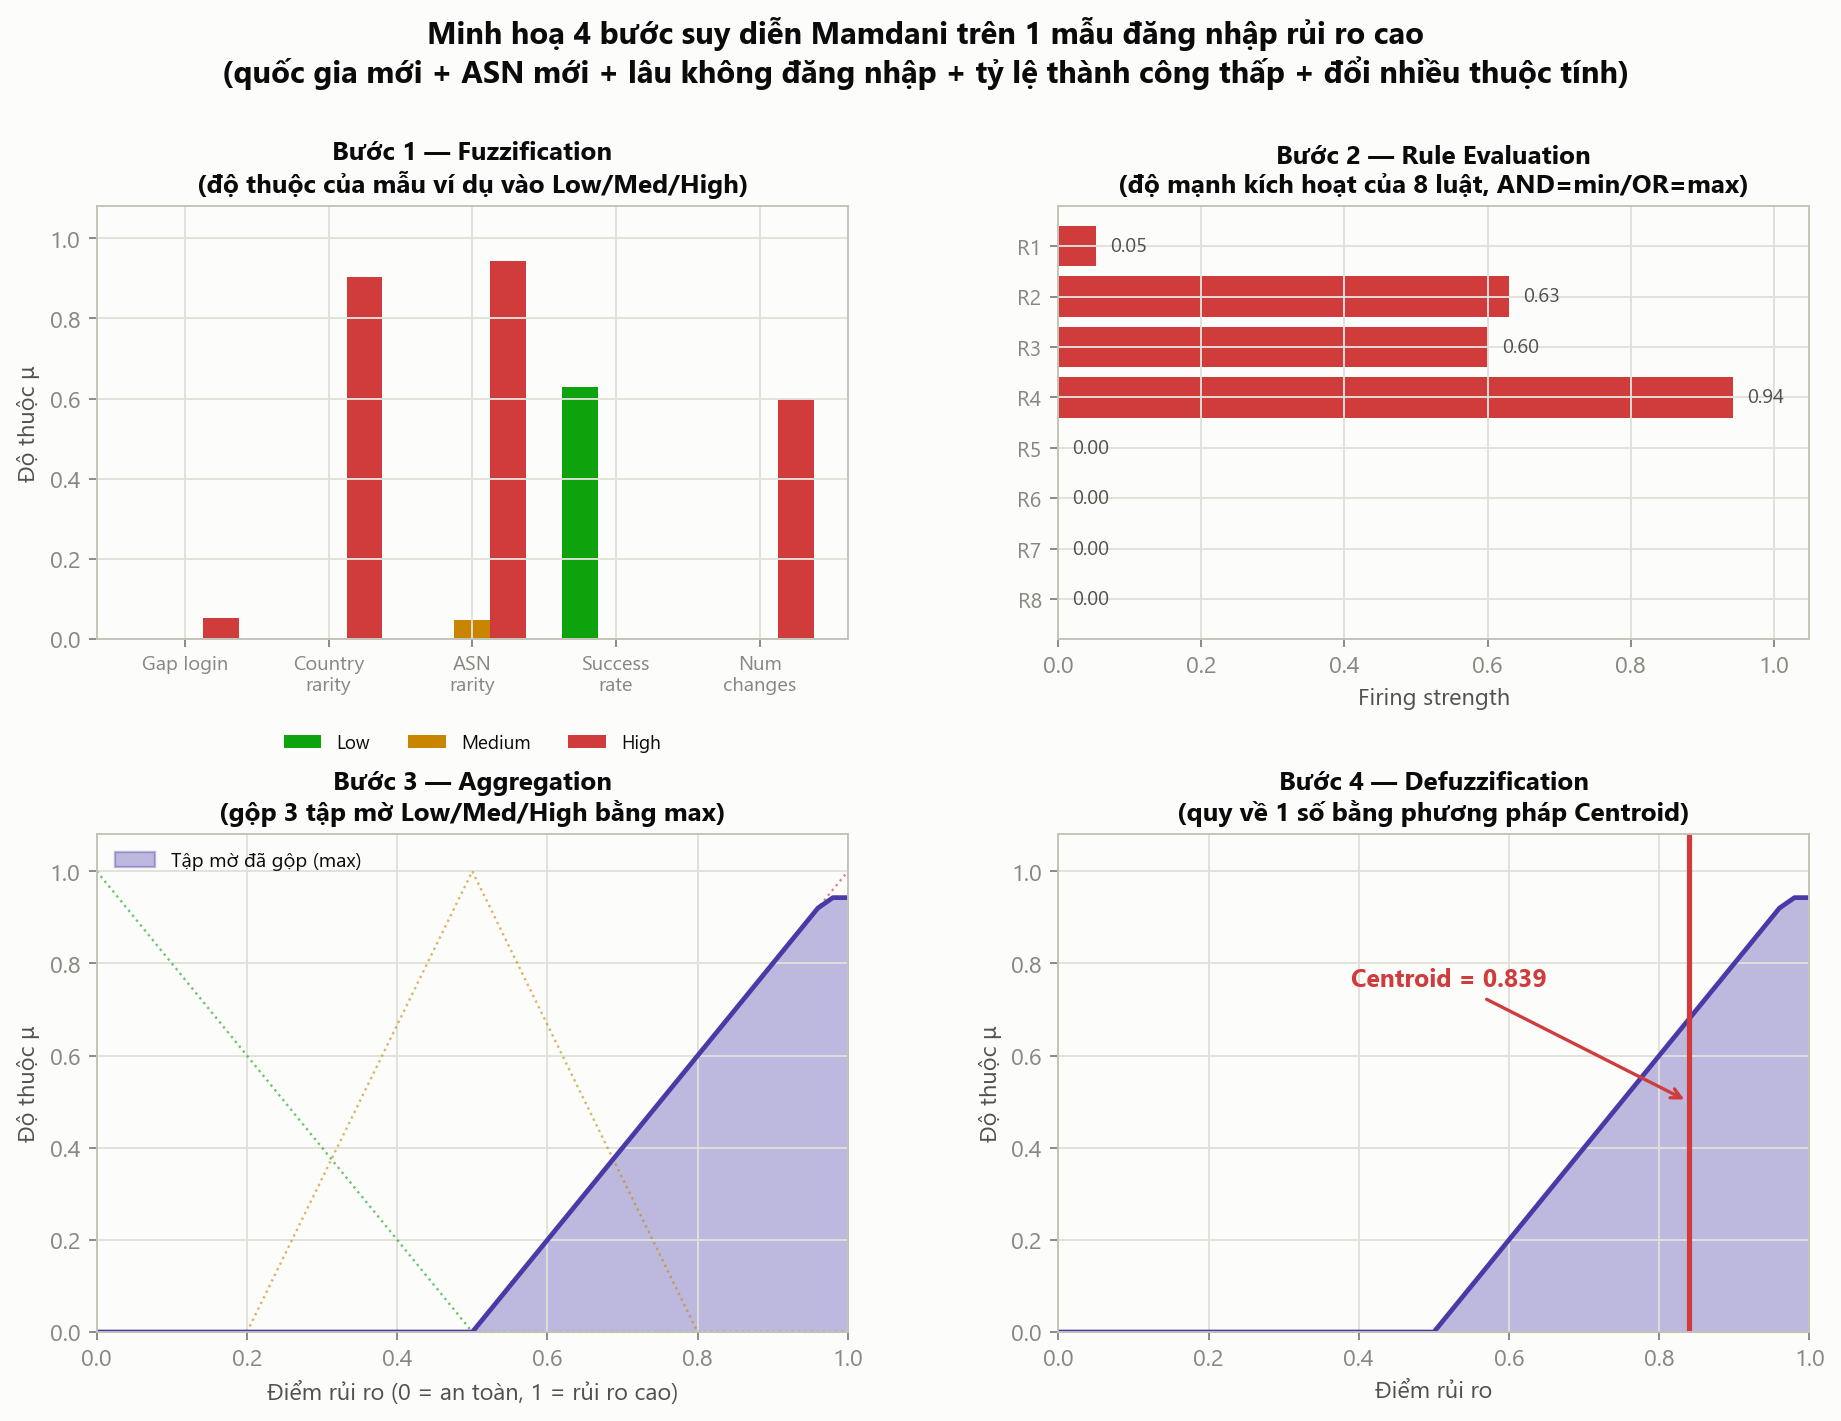 Minh hoạ 4 bước suy diễn Mamdani trên 1 mẫu đăng nhập rủi ro cao
(quốc gia mới + ASN mới + lâu không đăng nhập + tỷ lệ thành công thấp + đổi nhiều thuộc tính)
Bước 1 — Fuzzification
(độ thuộc của mẫu ví dụ vào Low/Med/High)
Độ thuộc µ
1.0
0.8
0.6
0.4
0.2
0.0
Gap login
Country
rarity
ASN
rarity
Success
rate
Num
changes
Low
Medium
High
Bước 2 — Rule Evaluation
(độ mạnh kích hoạt của 8 luật, AND=min/OR=max)
R1
0.05
R2
0.63
R3
0.60
R4
0.94
R5
0.00
R6
0.00
R7
0.00
R8
0.00
0.0
0.2
0.4
0.6
0.8
1.0
Firing strength
Bước 3 — Aggregation
(gộp 3 tập mờ Low/Med/High bằng max)
Tập mờ đã gộp (max)
Độ thuộc µ
1.0
0.8
0.6
0.4
0.2
0.0
0.0
0.2
0.4
0.6
0.8
1.0
Điểm rủi ro (0 = an toàn, 1 = rủi ro cao)
Bước 4 — Defuzzification
(quy về 1 số bằng phương pháp Centroid)
Centroid = 0.839
Độ thuộc µ
1.0
0.8
0.6
0.4
0.2
0.0
0.0
0.2
0.4
0.6
0.8
1.0
Điểm rủi ro